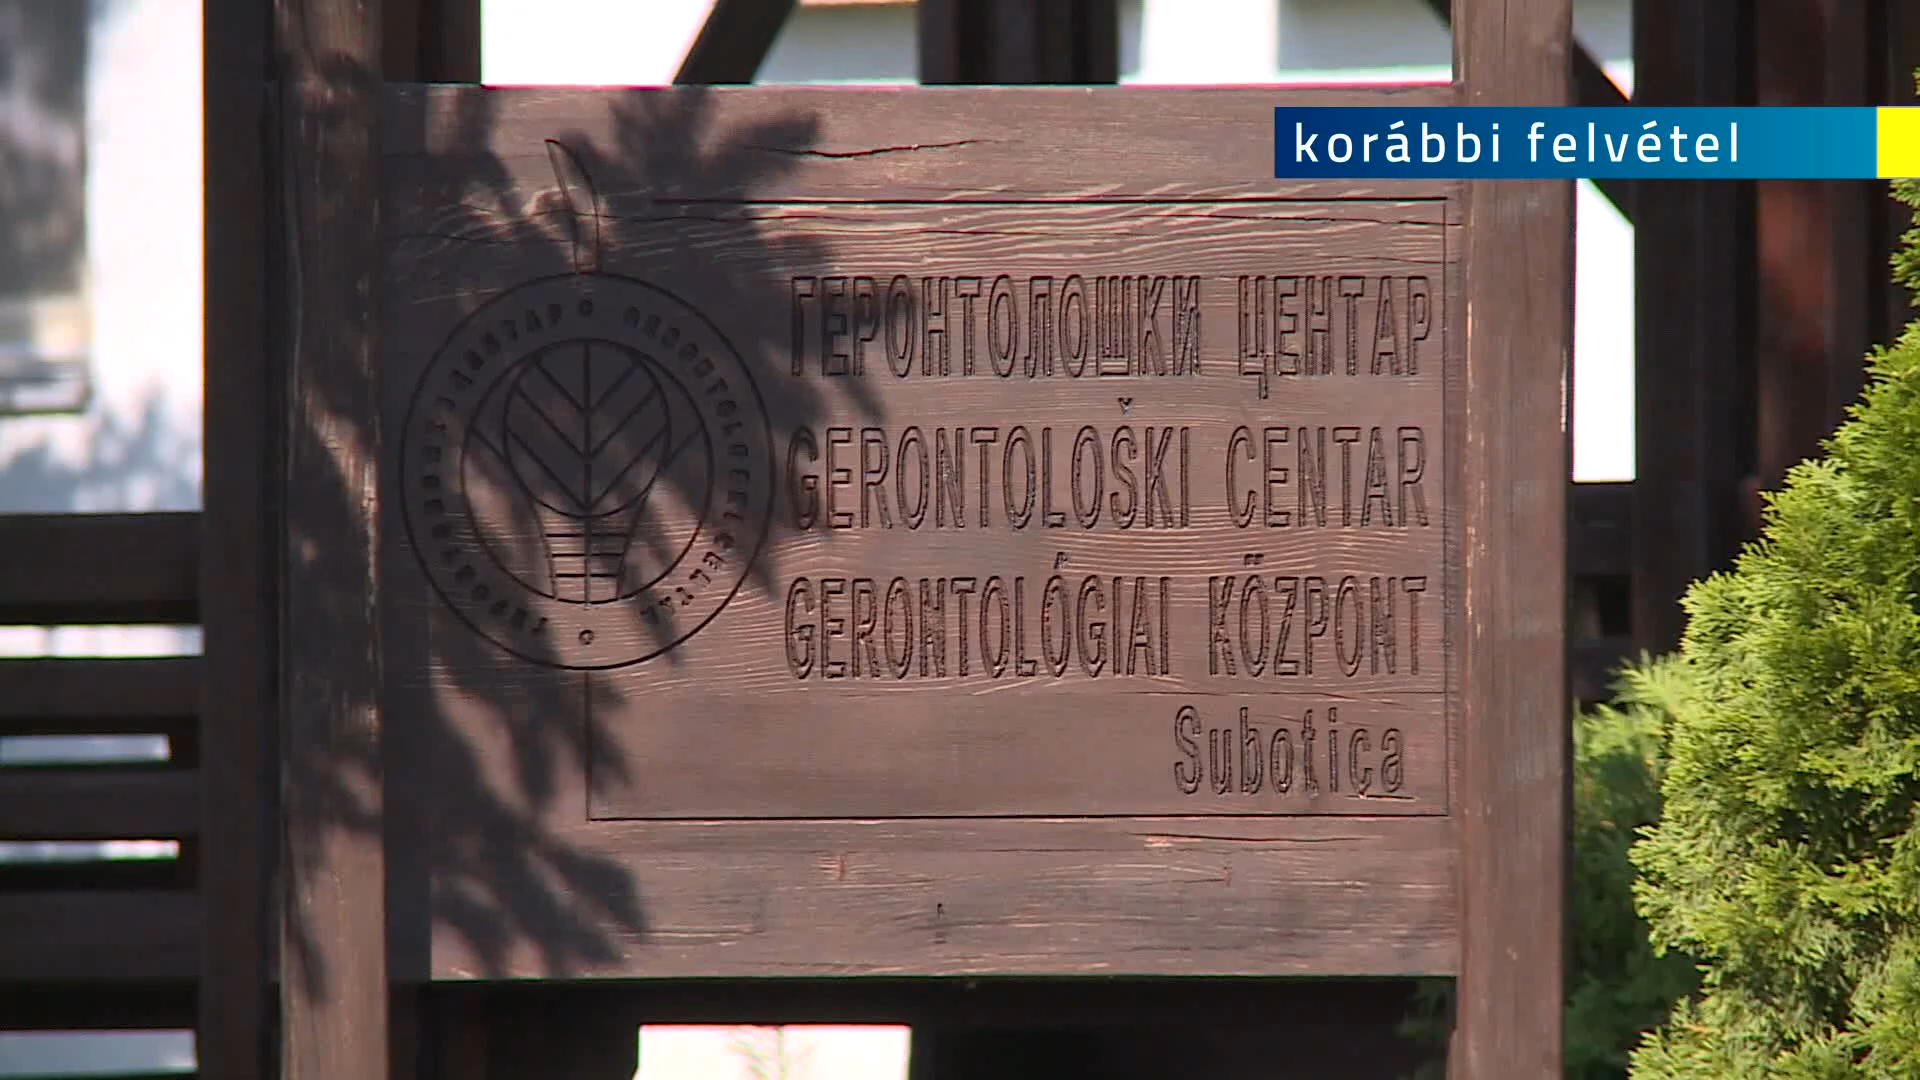 korábbi felvétel
ГЕРОНТОЛОШКИ ЦЕНТАР
GERONTOLOŠKI CENTAR
GERONTOLÓGIAI KÖZPONT
Subotica